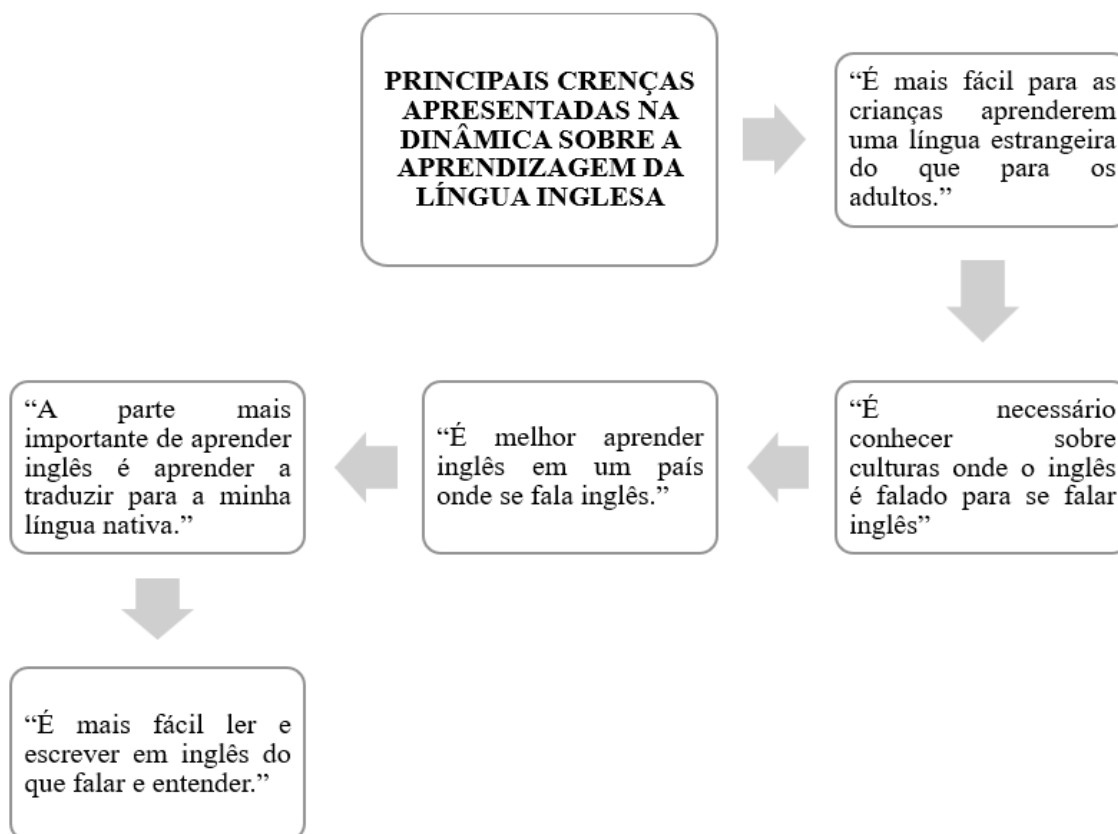 PRINCIPAIS CRENÇAS
APRESENTADAS NA
DINÂMICA SOBRE A
APRENDIZAGEM DA
LÍNGUA INGLESA
“É mais fácil para as
crianças aprenderem
uma língua estrangeira
do que para os
adultos.”
“É necessário
conhecer sobre
culturas onde o inglês
é falado para se falar
inglês”
“É melhor aprender
inglês em um país
onde se fala inglês.”
“A parte mais
importante de aprender
inglês é aprender a
traduzir para a minha
língua nativa.”
“É mais fácil ler e
escrever em inglês do
que falar e entender.”